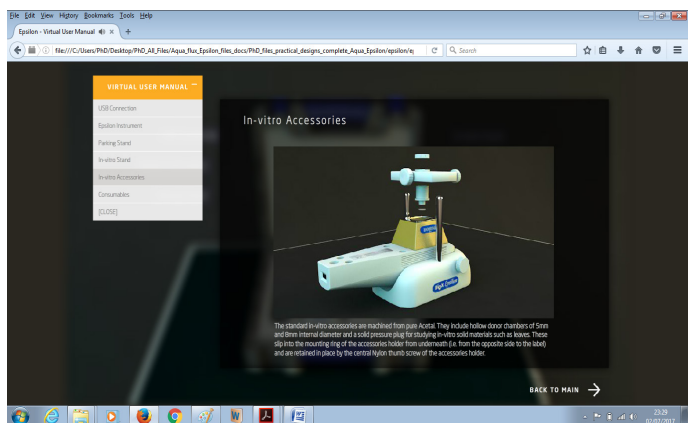 File Edit View History Bookmarks Tools Help
Epsilon - Virtual User Manual
file:///C:/Users/PhD/Desktop/PhD_All_Files/Aqua_flux_Epsilon_files_docs/PhD_files_practical_designs_complete_Aqua_Epsilon/epsilon/ej
Search
VIRTUAL USER MANUAL
USB Connection
Epsilon Instrument
Parking Stand
In-vitro Stand
In-vitro Accessories
Consumables
[CLOSE]
In-vitro Accessories
Epsilon
The standard in-vitro accessories are machined from pure Acetal. They include hollow donor chambers of 5mm
and 8mm internal diameter and a solid pressure plug for studying in-vitro solid materials such as leaves. These
slip into the mounting ring of the accessories holder from underneath (i.e. from the opposite side to the label)
and are retained in place by the central Nylon thumb screw of the accessories holder.
BACK TO MAIN
23:29
02/02/2017